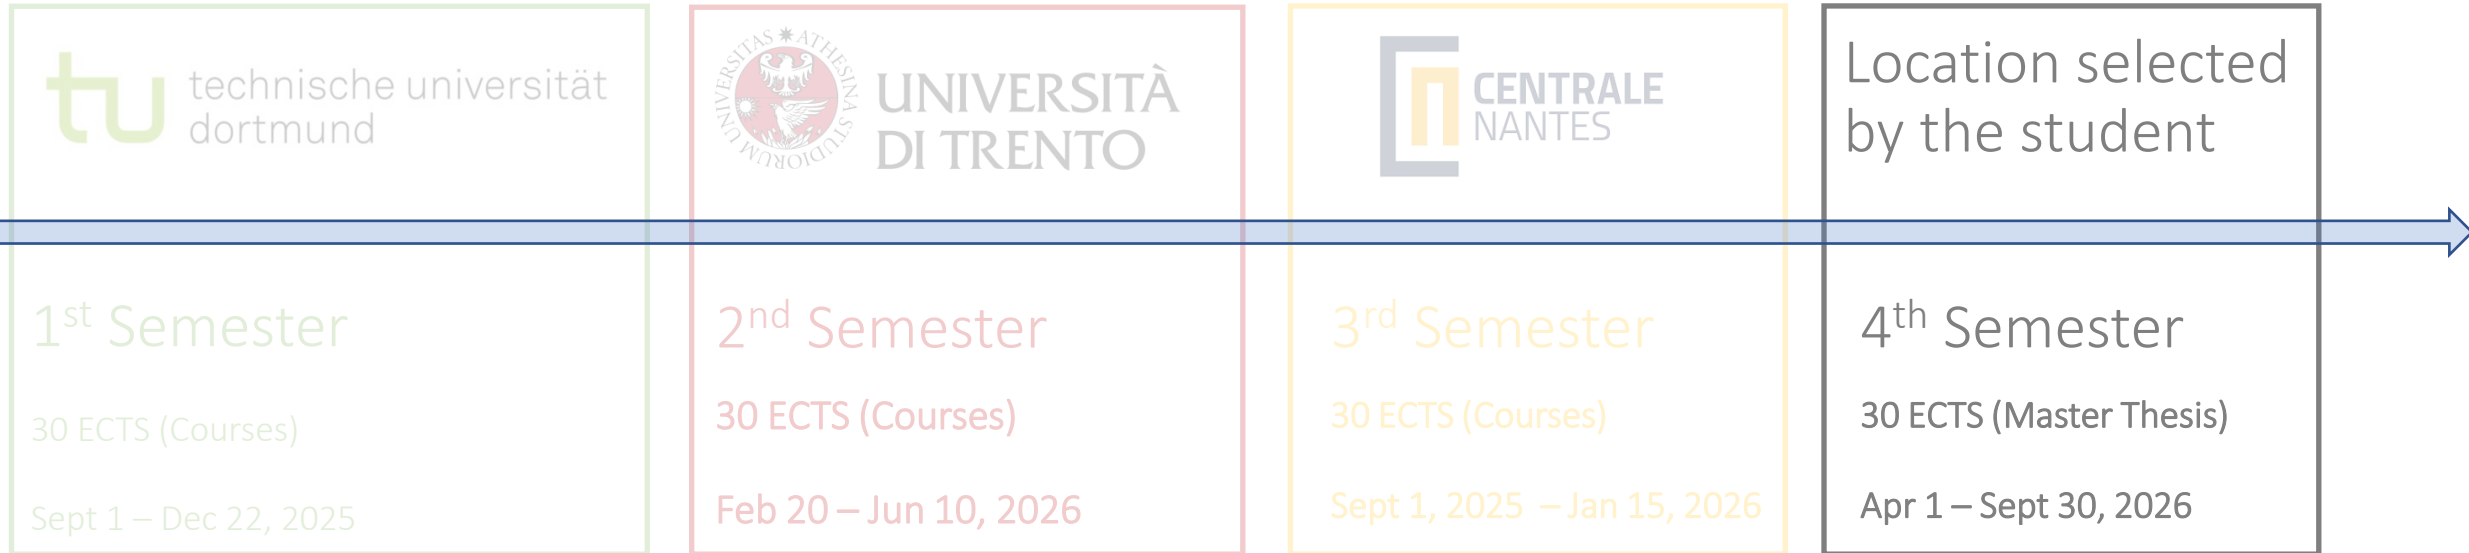 tu technische universität
dortmund
1st Semester
30 ECTS (Courses)
Sept 1 – Dec 22, 2025
UNIVERSITAS ATHESINA STUDIORUM
UNIVERSITÀ
DI TRENTO
2nd Semester
30 ECTS (Courses)
Feb 20 – Jun 10, 2026
CENTRALE
NANTES
3rd Semester
30 ECTS (Courses)
Sept 1, 2025 – Jan 15, 2026
Location selected
by the student
4th Semester
30 ECTS (Master Thesis)
Apr 1 – Sept 30, 2026